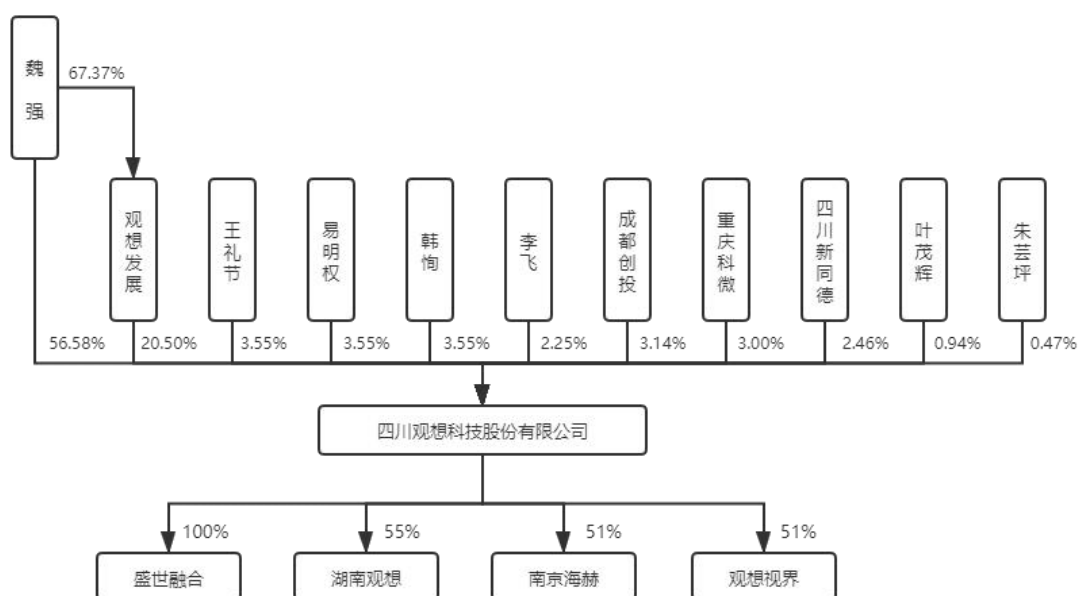 魏强
67.37%
观想发展
王礼节
易明权
韩恂
李飞
成都创投
重庆科微
四川新同德
叶茂辉
朱芸坪
56.58%
20.50%
3.55%
3.55%
3.55%
2.25%
3.14%
3.00%
2.46%
0.94%
0.47%
四川观想科技股份有限公司
100%
55%
51%
51%
盛世融合
湖南观想
南京海赫
观想视界